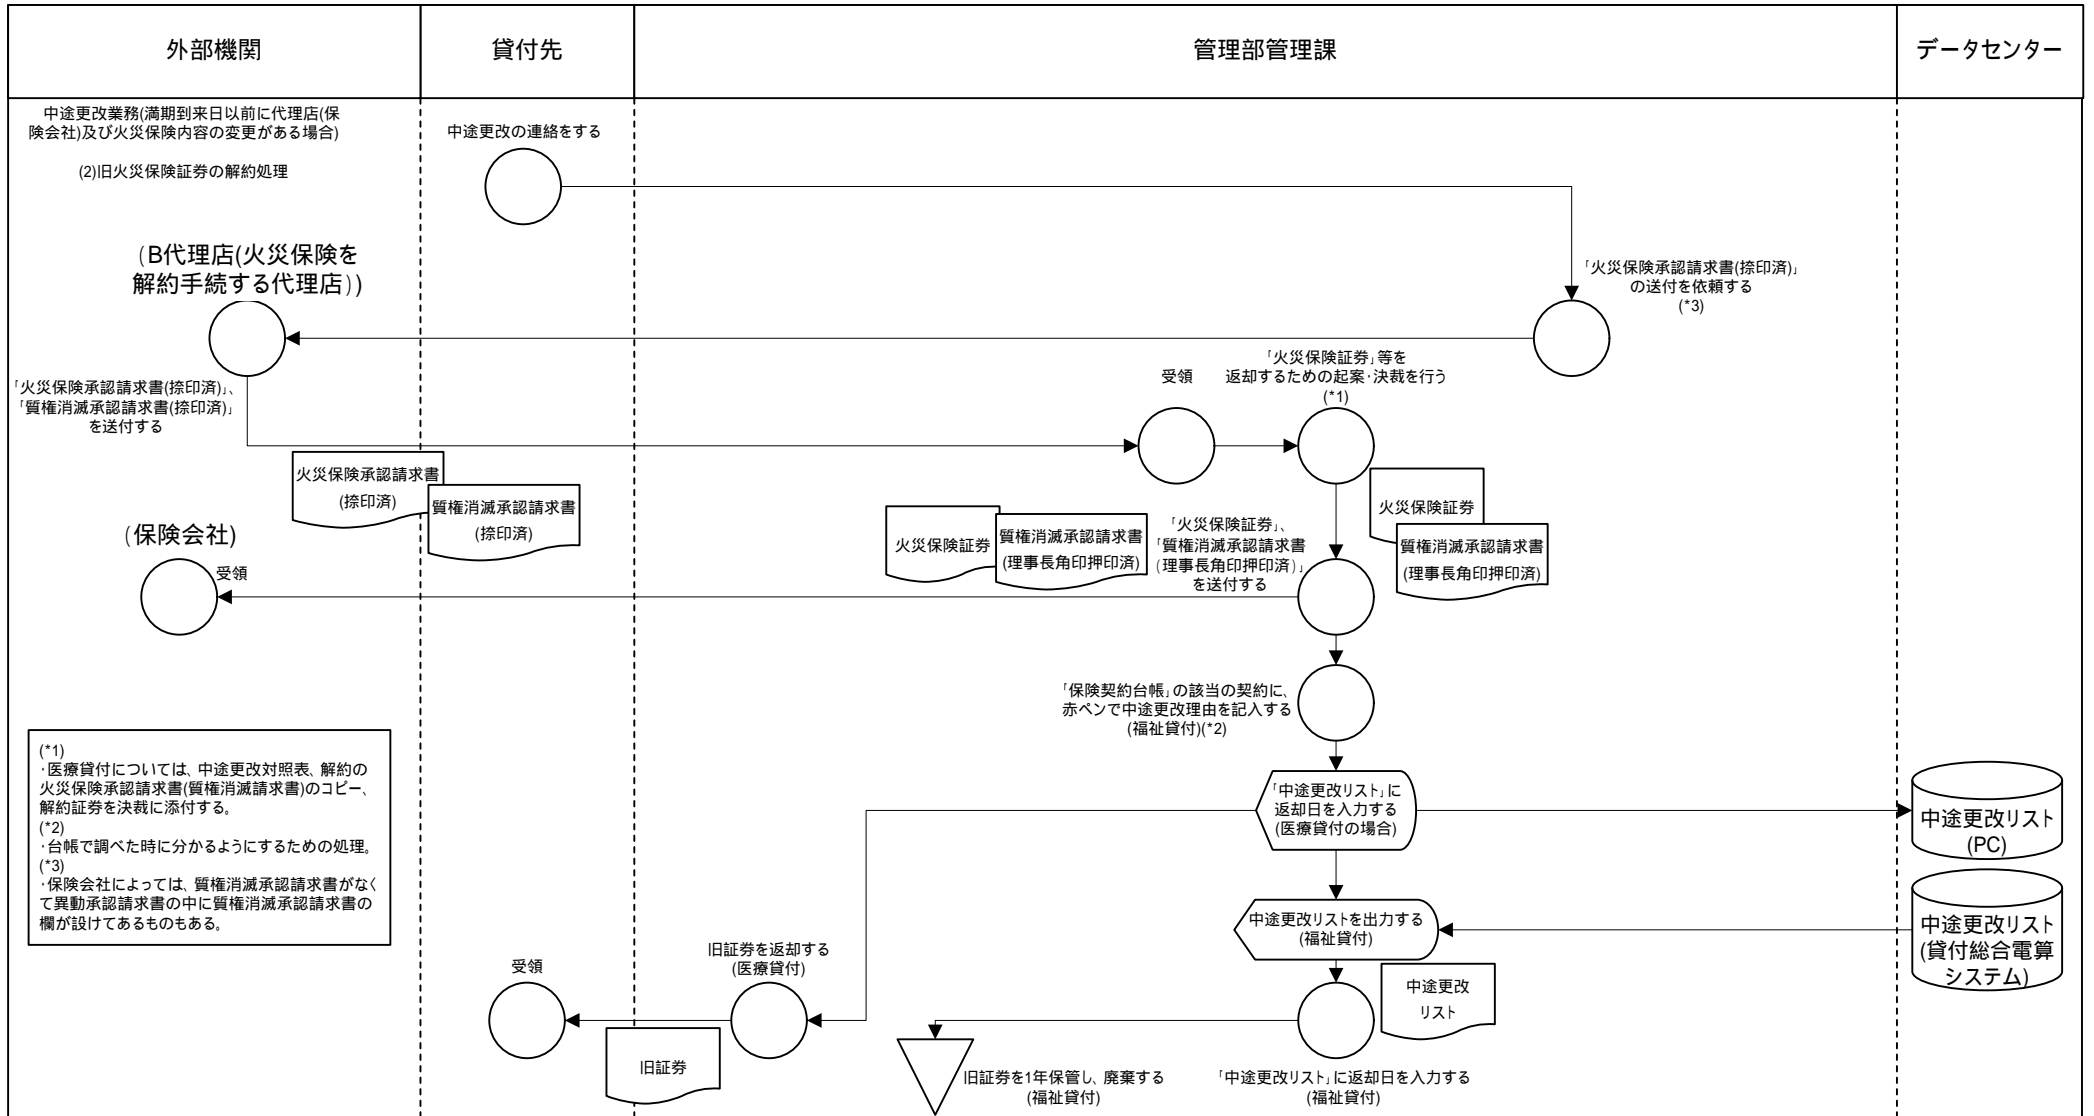 外部機関
貸付先
管理部管理課
データセンター
中途更改業務(満期到来日以前に代理店(保
険会社)及び火災保険内容の変更がある場合)
(2)旧火災保険証券の解約処理
中途更改の連絡をする
(B代理店(火災保険を
解約手続する代理店))
「火災保険承認請求書(捺印済)」
の送付を依頼する
(*3)
「火災保険承認請求書(捺印済)」、
「質権消滅承認請求書(捺印済)」
を送付する
受領
「火災保険証券」等を
返却するための起案・決裁を行う
(*1)
火災保険承認請求書
(捺印済)
質権消滅承認請求書
(捺印済)
火災保険証券
質権消滅承認請求書
(理事長角印押印済)
「火災保険証券」、
「質権消滅承認請求書
(理事長角印押印済)」
を送付する
火災保険証券
質権消滅承認請求書
(理事長角印押印済)
(保険会社)
受領
「保険契約台帳」の該当の契約に、
赤ペンで中途更改理由を記入する
(福祉貸付)(*2)
(*1)
・医療貸付については、中途更改対照表、解約の
火災保険承認請求書(質権消滅請求書)のコピー、
解約証券を決裁に添付する。
(*2)
・台帳で調べた時に分かるようにするための処理。
(*3)
・保険会社によっては、質権消滅承認請求書がなく
て異動承認請求書の中に質権消滅承認請求書の
欄が設けてあるものもある。
「中途更改リスト」に
返却日を入力する
(医療貸付の場合)
中途更改リスト
(PC)
中途更改リストを出力する
(福祉貸付)
中途更改リスト
(貸付総合電算
システム)
受領
旧証券を返却する
(医療貸付)
中途更改
リスト
旧証券
旧証券を1年保管し、廃棄する
(福祉貸付)
「中途更改リスト」に返却日を入力する
(福祉貸付)